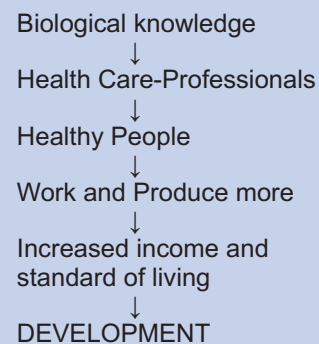 Biological knowledge
↓
Health Care-Professionals
↓
Healthy People
↓
Work and Produce more
↓
Increased income and
standard of living
↓
DEVELOPMENT